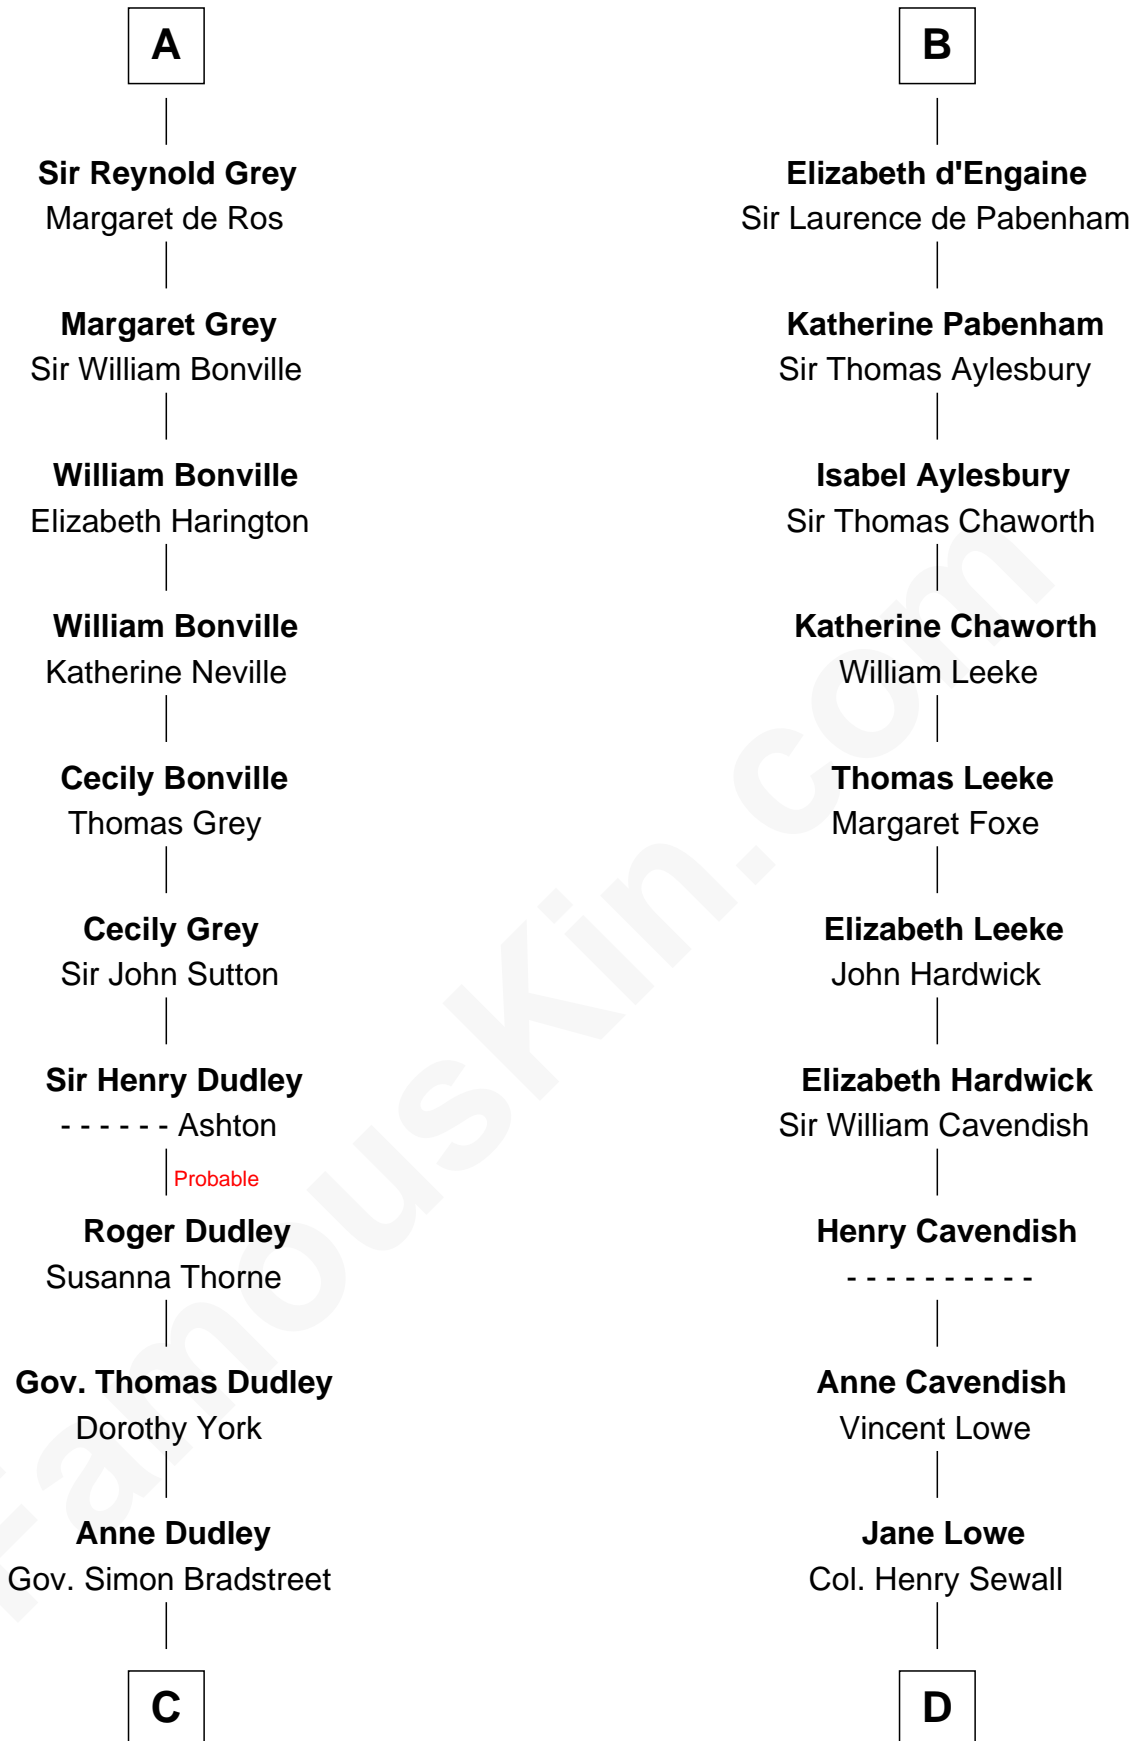 A
Sir Reynold Grey
Margaret de Ros
Margaret Grey
Sir William Bonville
William Bonville
Elizabeth Harington
William Bonville
Katherine Neville
Cecily Bonville
Thomas Grey
Cecily Grey
Sir John Sutton
Sir Henry Dudley
- - - - - - Ashton
Probable
Roger Dudley
Susanna Thorne
Gov. Thomas Dudley
Dorothy York
Anne Dudley
Gov. Simon Bradstreet
C
B
Elizabeth d'Engaine
Sir Laurence de Pabenham
Katherine Pabenham
Sir Thomas Aylesbury
Isabel Aylesbury
Sir Thomas Chaworth
Katherine Chaworth
William Leeke
Thomas Leeke
Margaret Foxe
Elizabeth Leeke
John Hardwick
Elizabeth Hardwick
Sir William Cavendish
Henry Cavendish
- - - - - - - - - -
Anne Cavendish
Vincent Lowe
Jane Lowe
Col. Henry Sewall
D
FamousKin.com